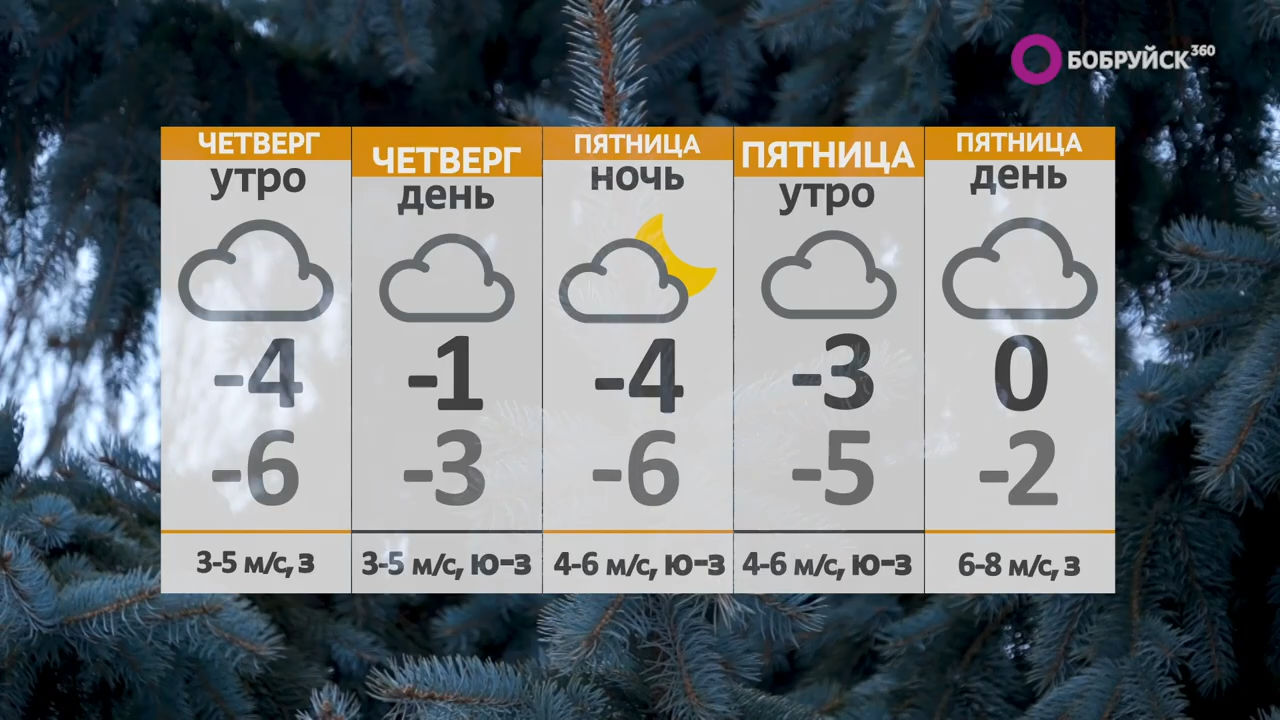 БОБРУЙСК360
ЧЕТВЕРГ
утро
-4
-6
3-5 м/с, З
ЧЕТВЕРГ
день
-1
-3
3-5 м/с, Ю-З
ПЯТНИЦА
ночь
-4
-6
4-6 м/с, Ю-З
ПЯТНИЦА
утро
-3
-5
4-6 м/с, Ю-З
ПЯТНИЦА
день
0
-2
6-8 м/с, З